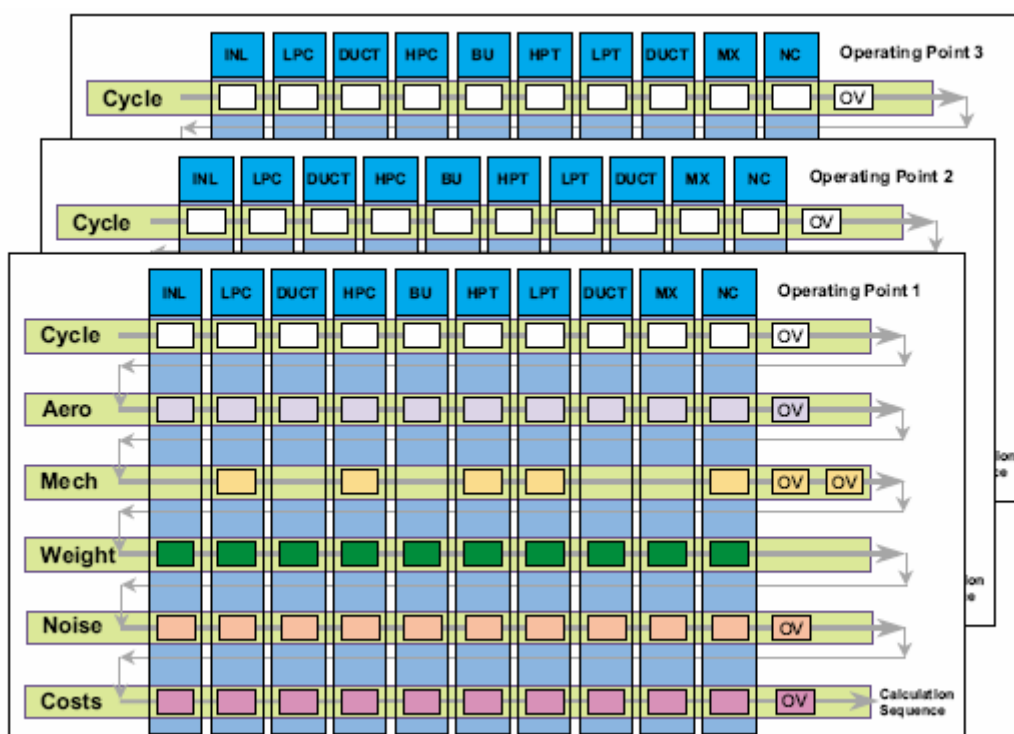 INL LPC DUCT HPC BU HPT LPT DUCT MX NC Operating Point 3
Cycle OV
INL LPC DUCT HPC BU HPT LPT DUCT MX NC Operating Point 2
Cycle OV
INL LPC DUCT HPC BU HPT LPT DUCT MX NC Operating Point 1
Cycle OV
Aero OV
Mech OV OV
Weight
Noise OV
Costs OV
Calculation
Sequence